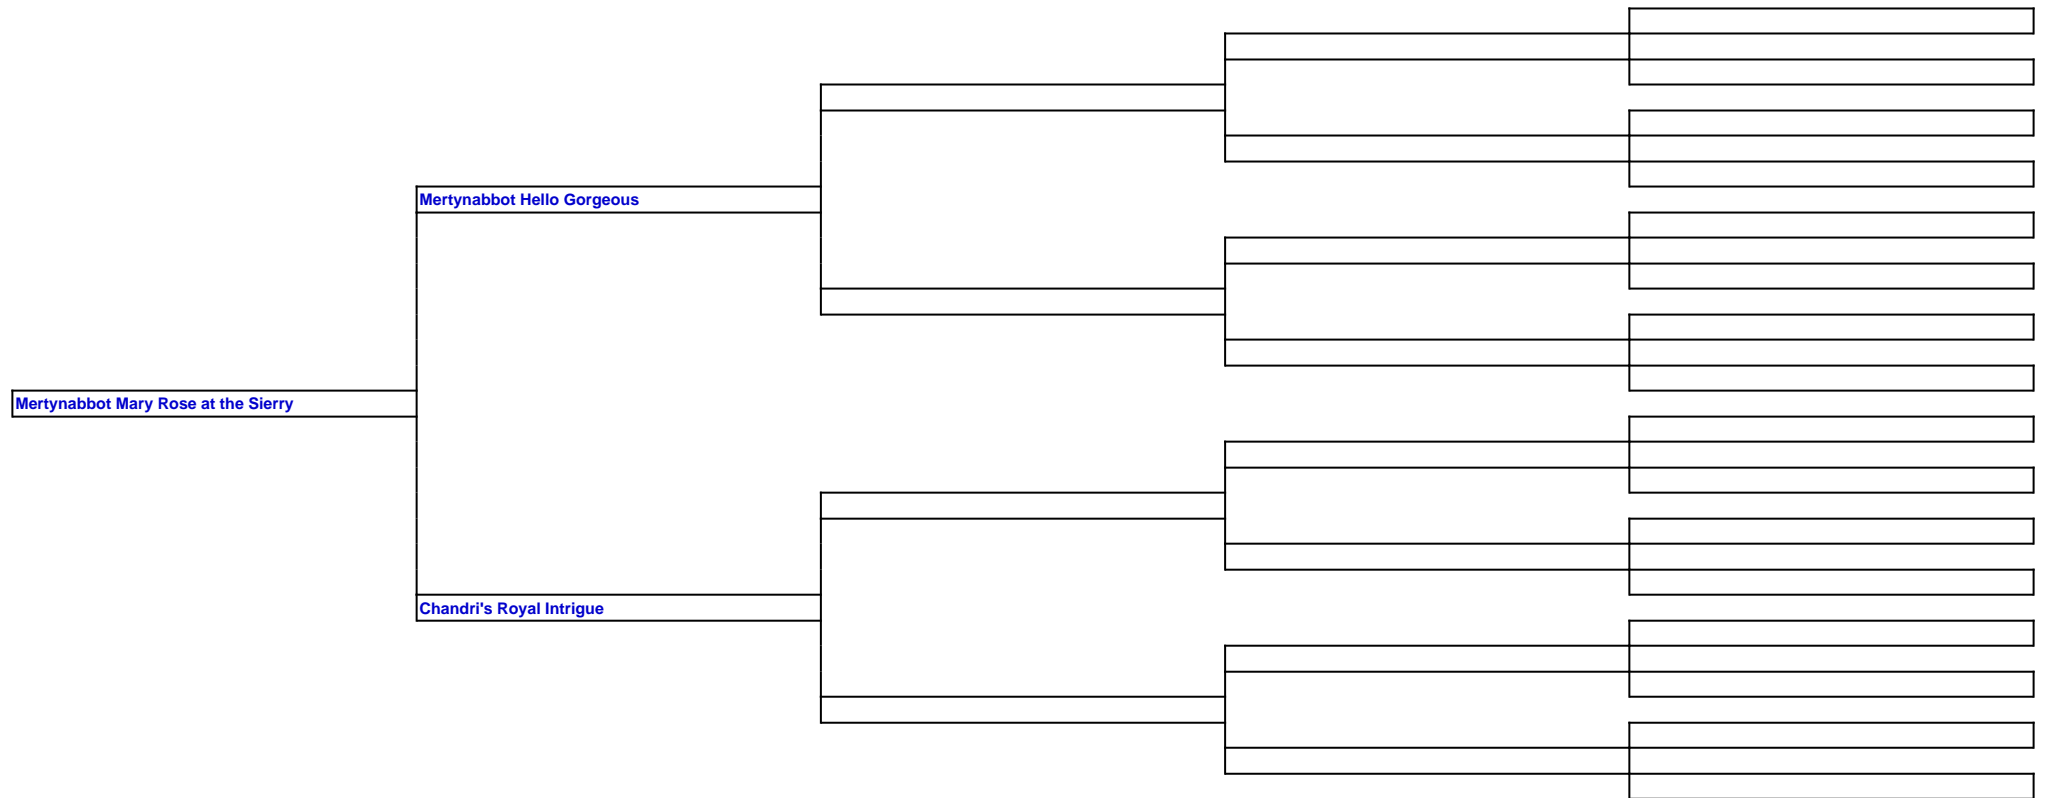 Mertynabbot Hello Gorgeous
Mertynabbot Mary Rose at the Sierry
Chandri's Royal Intrigue